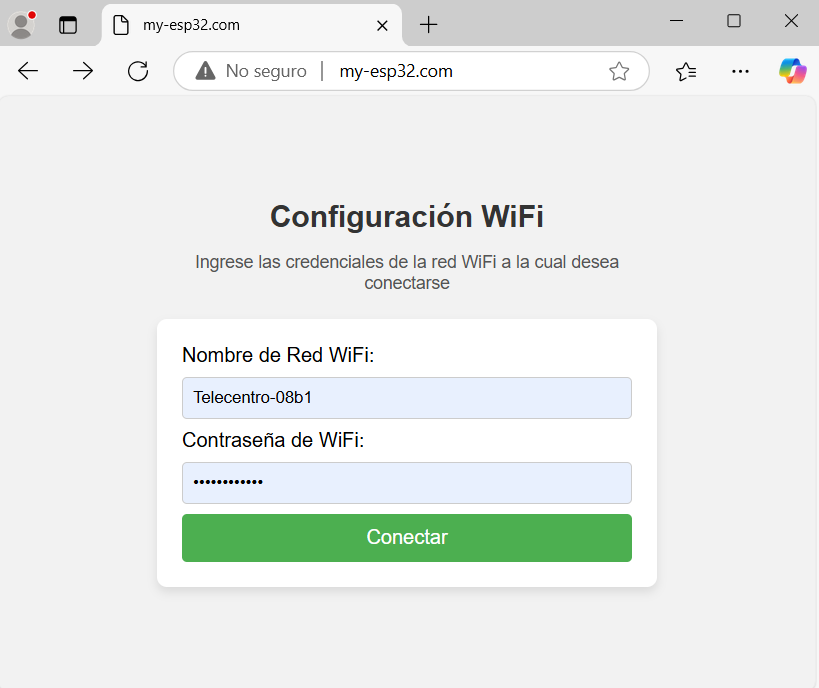 my-esp32.com
No seguro
my-esp32.com
Configuración WiFi
Ingrese las credenciales de la red WiFi a la cual desea
conectarse
Nombre de Red WiFi:
Telecentro-08b1
Contraseña de WiFi:
••••••••••••
Conectar